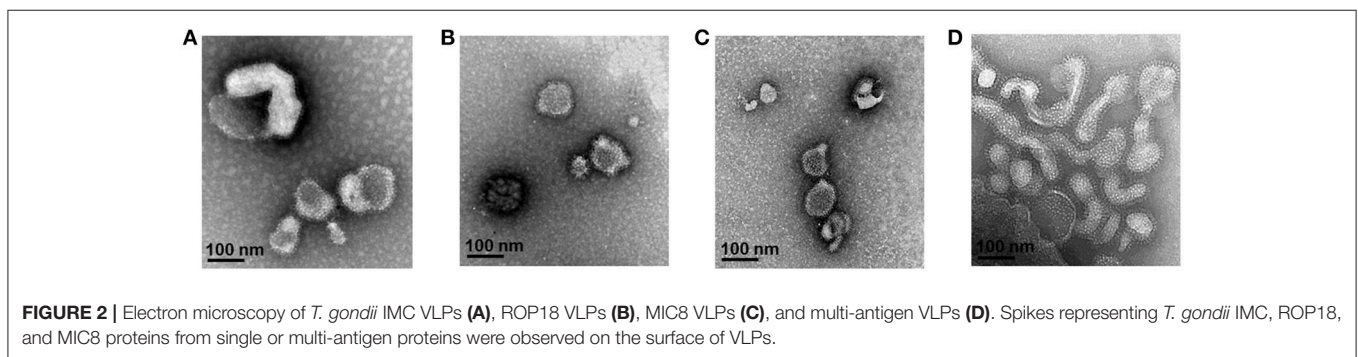 A B C D
100 nm 100 nm 100 nm 100 nm
FIGURE 2 | Electron microscopy of T. gondii IMC VLPs (A), ROP18 VLPs (B), MIC8 VLPs (C), and multi-antigen VLPs (D). Spikes representing T. gondii IMC, ROP18,
and MIC8 proteins from single or multi-antigen proteins were observed on the surface of VLPs.